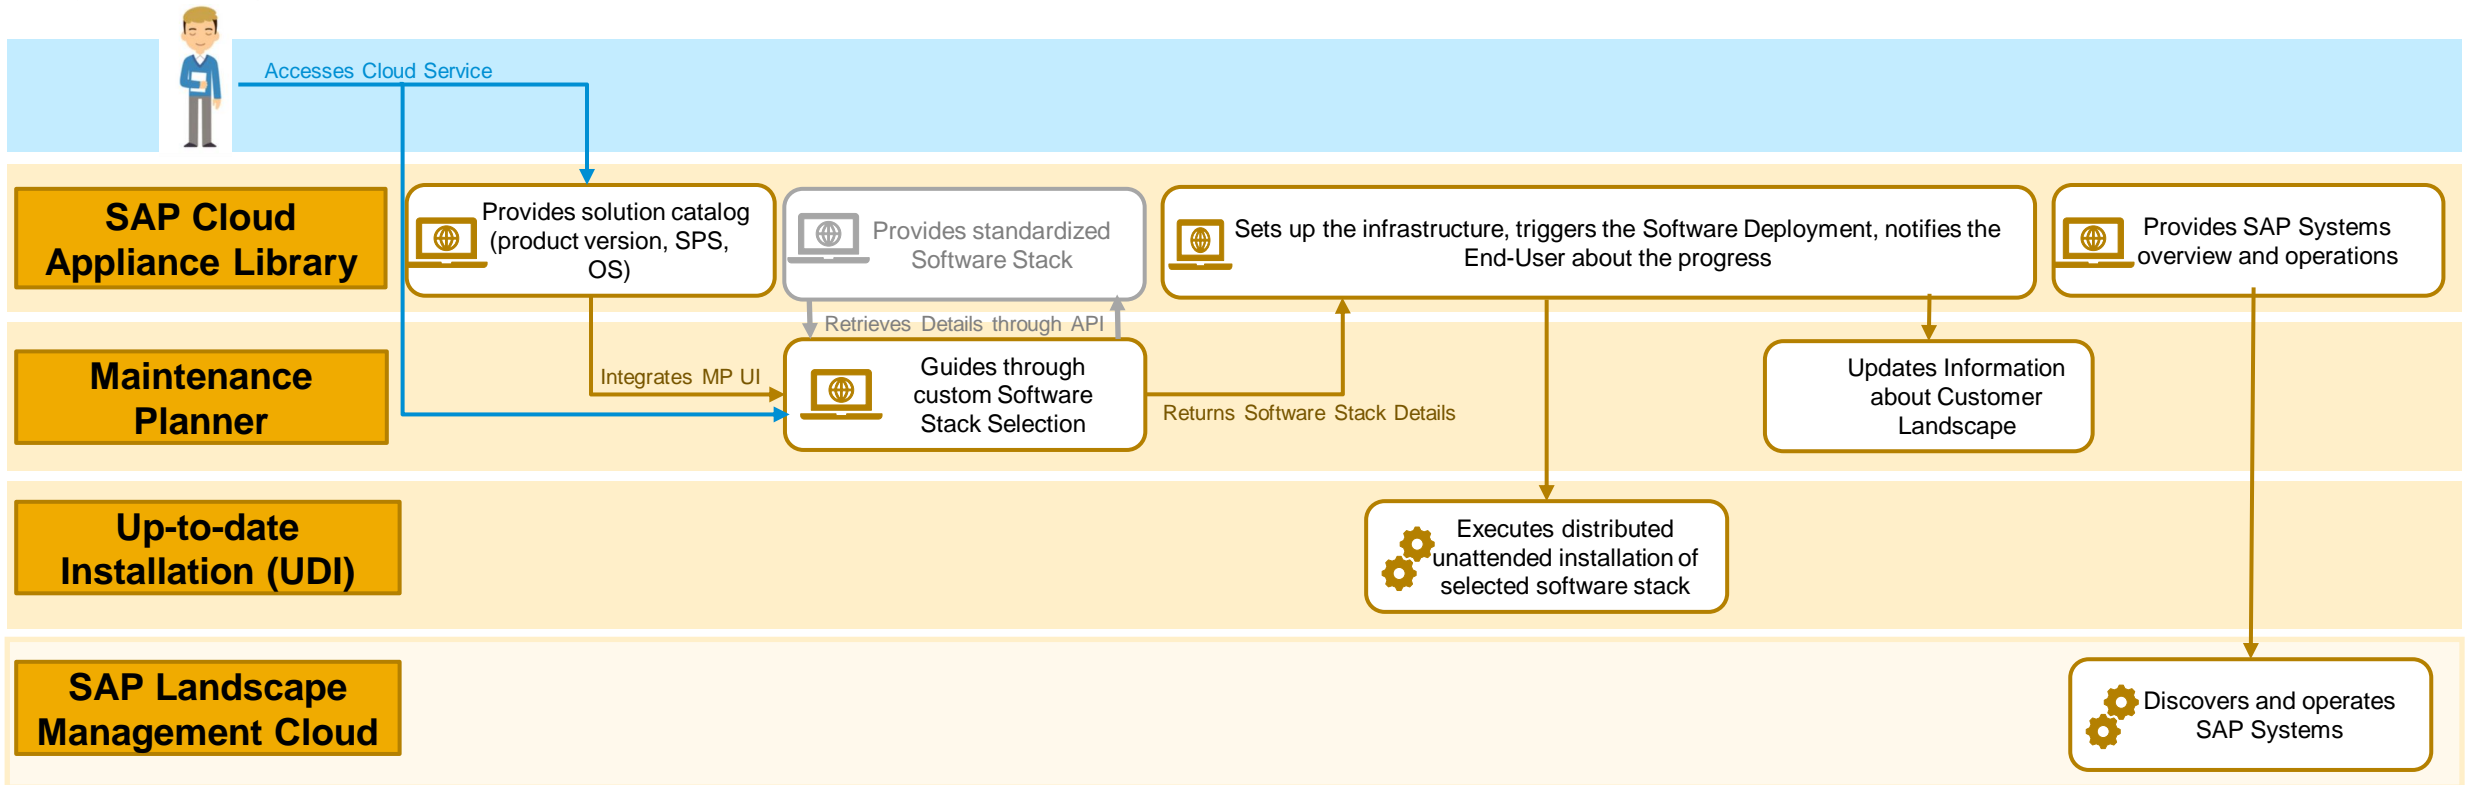 Accesses Cloud Service
SAP Cloud
Appliance Library
Provides solution catalog
(product version, SPS,
OS)
Provides standardized
Software Stack
Sets up the infrastructure, triggers the Software Deployment, notifies the
End-User about the progress
Provides SAP Systems
overview and operations
Retrieves Details through API
Maintenance
Planner
Integrates MP UI
Guides through
custom Software
Stack Selection
Returns Software Stack Details
Updates Information
about Customer
Landscape
Up-to-date
Installation (UDI)
Executes distributed
unattended installation of
selected software stack
SAP Landscape
Management Cloud
Discovers and operates
SAP Systems